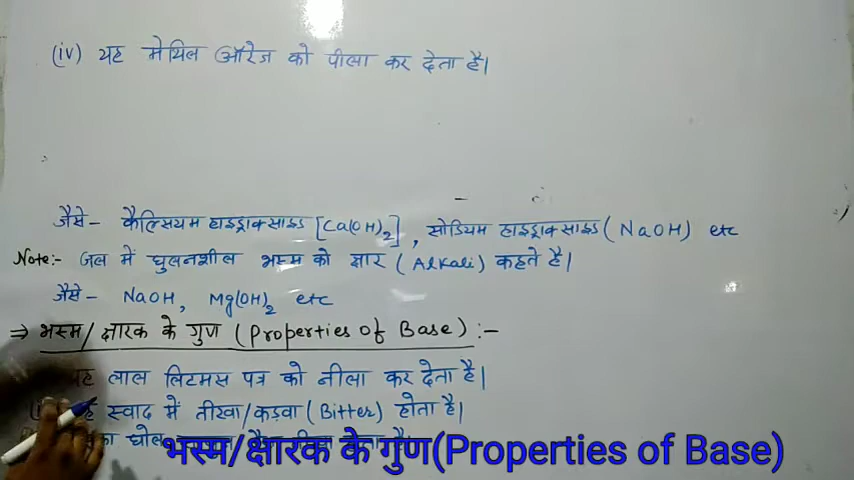 (iv) यह मेथिल ऑरेंज को पीला कर देता है।
जैसे- कैल्सियम हाइड्राक्साइड [Ca(OH)2], सोडियम हाइड्राक्साइड (NaOH) etc
Note:- जल में घुलनशील भस्म को क्षार (Alkali) कहते है।
जैसे- NaOH, Mg(OH)2 etc
⇒ भस्म/क्षारक के गुण (Properties of Base):-
यह लाल लिटमस पत्र को नीला कर देता है।
स्वाद में तीखा/कड़वा (Bitter) होता है।
घोल
भस्म/क्षारक के गुण(Properties of Base)